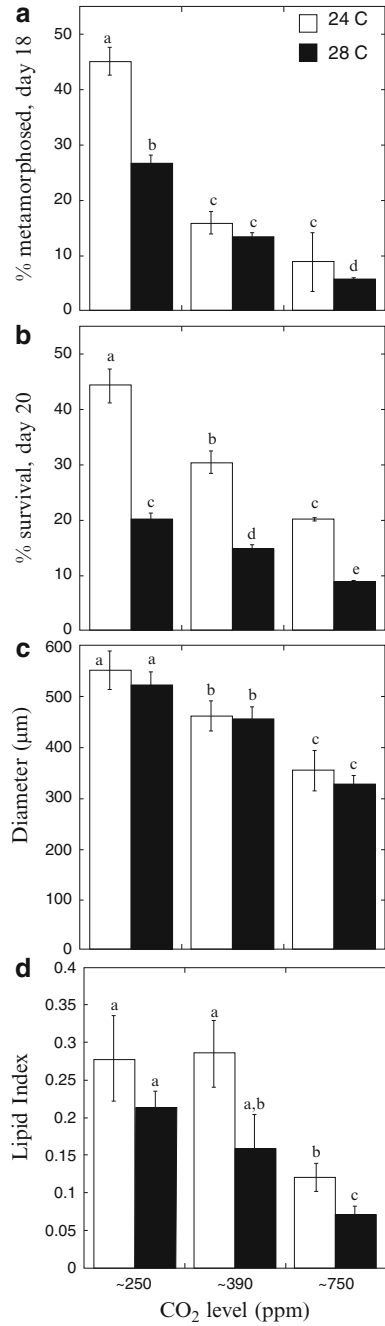 a
24 C
28 C
% metamorphosed, day 18
50
40
30
20
10
0
a
b
c
c
c
d
b
% survival, day 20
50
40
30
20
10
0
a
c
b
d
c
e
c
Diameter (µm)
600
500
400
300
200
100
0
a
a
b
b
c
c
d
Lipid Index
0.4
0.35
0.3
0.25
0.2
0.15
0.1
0.05
0
a
a
a
a,b
b
c
~250
~390
~750
CO2 level (ppm)